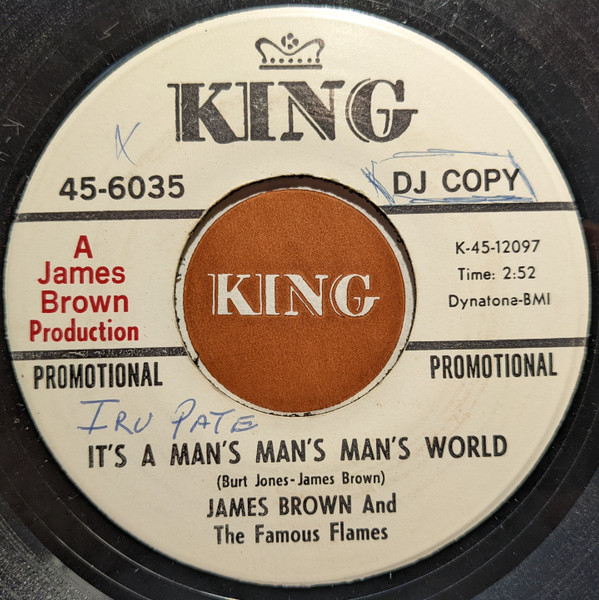 KING
X
45-6035
DJ COPY
A
James
Brown
Production
K-45-12097
Time: 2:52
Dynatona-BMI
KING
PROMOTIONAL
PROMOTIONAL
IRV PATE
IT'S A MAN'S MAN'S MAN'S WORLD
(Burt Jones-James Brown)
JAMES BROWN And
The Famous Flames